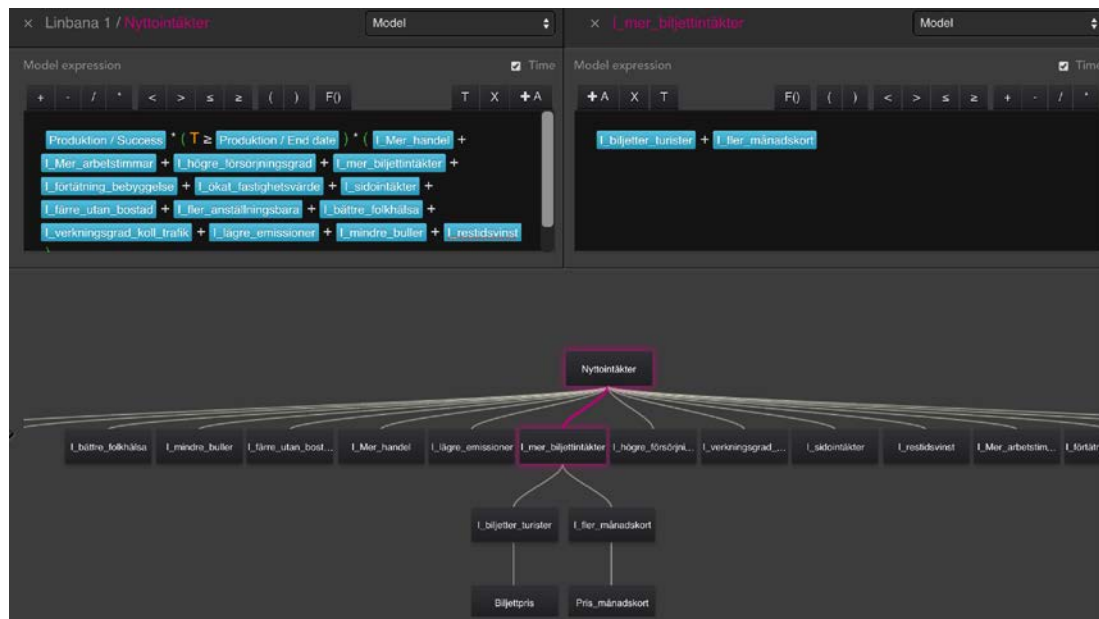 × Linbana 1 / Nyttointäkter
Model
× I_mer_biljettintäkter
Model
Model expression
Time
Model expression
Time
+ - / * < > ≤ ≥ ( ) F() T X +A
+A X T F() ( ) < > ≤ ≥ + - / *
Produktion / Success * ( T ≥ Produktion / End date ) * ( I_Mer_handel +
I_Mer_arbetstimmar + I_högre_försörjningsgrad + I_mer_biljettintäkter +
I_förtätning_bebyggelse + I_ökat_fastighetsvärde + I_sidointäkter +
I_färre_utan_bostad + I_fler_anställningsbara + I_bättre_folkhälsa +
I_verkningsgrad_koll_trafik + I_lägre_emissioner + I_mindre_buller + I_restidsvinst
)
I_biljetter_turister + I_fler_månadskort
Nyttointäkter
I_bättre_folkhälsa
I_mindre_buller
I_färre_utan_bost...
I_Mer_handel
I_lägre_emissioner
I_mer_biljettintäkter
I_högre_försörjni...
I_verkningsgrad_...
I_sidointäkter
I_restidsvinst
I_Mer_arbetstim...
I_förtätn
I_biljetter_turister
I_fler_månadskort
Biljettpris
Pris_månadskort